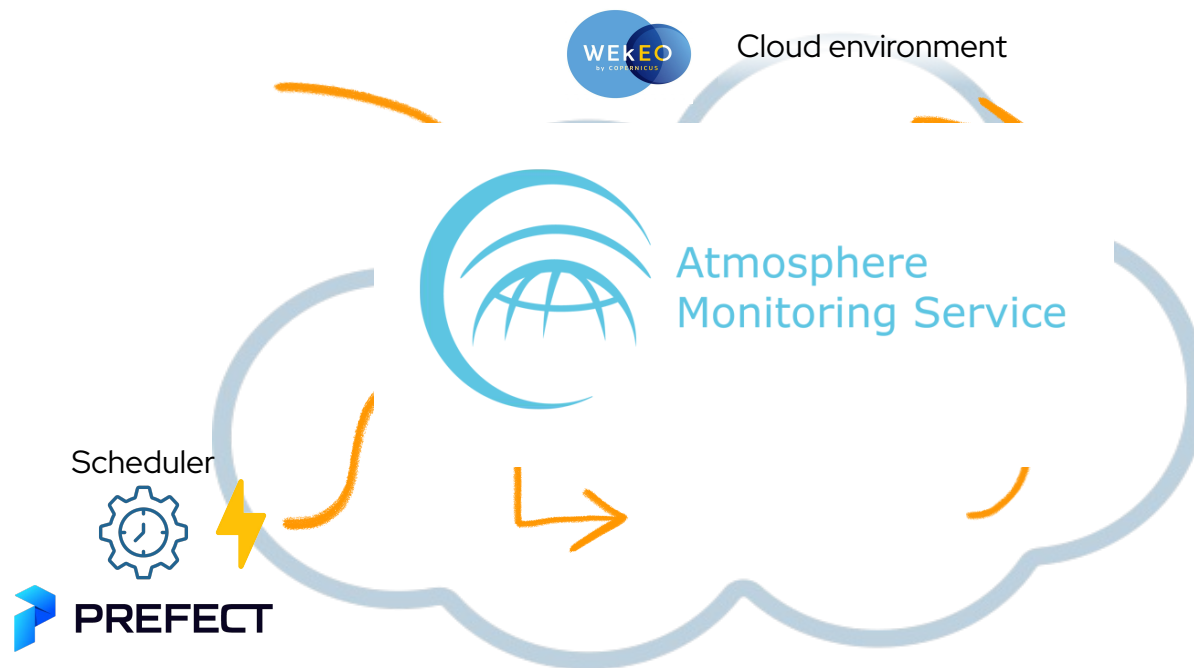 WEkEO
by COPERNICUS
Cloud environment
Atmosphere
Monitoring Service
Scheduler
PREFECT